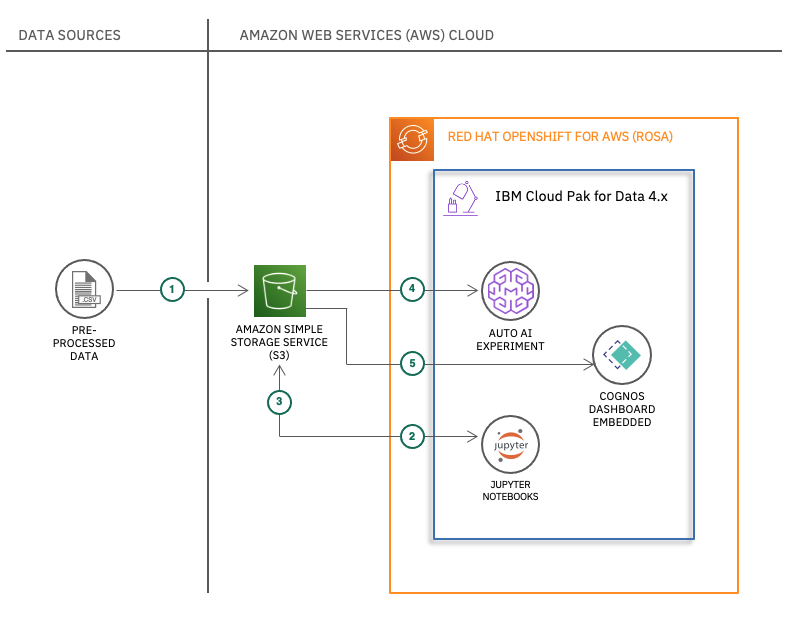 DATA SOURCES
AMAZON WEB SERVICES (AWS) CLOUD
RED HAT OPENSHIFT FOR AWS (ROSA)
IBM Cloud Pak for Data 4.x
.CSV
1
4
PRE-
PROCESSED
DATA
AMAZON SIMPLE
STORAGE SERVICE
(S3)
AUTO AI
EXPERIMENT
5
COGNOS
DASHBOARD
EMBEDDED
3
2
jupyter
JUPYTER
NOTEBOOKS